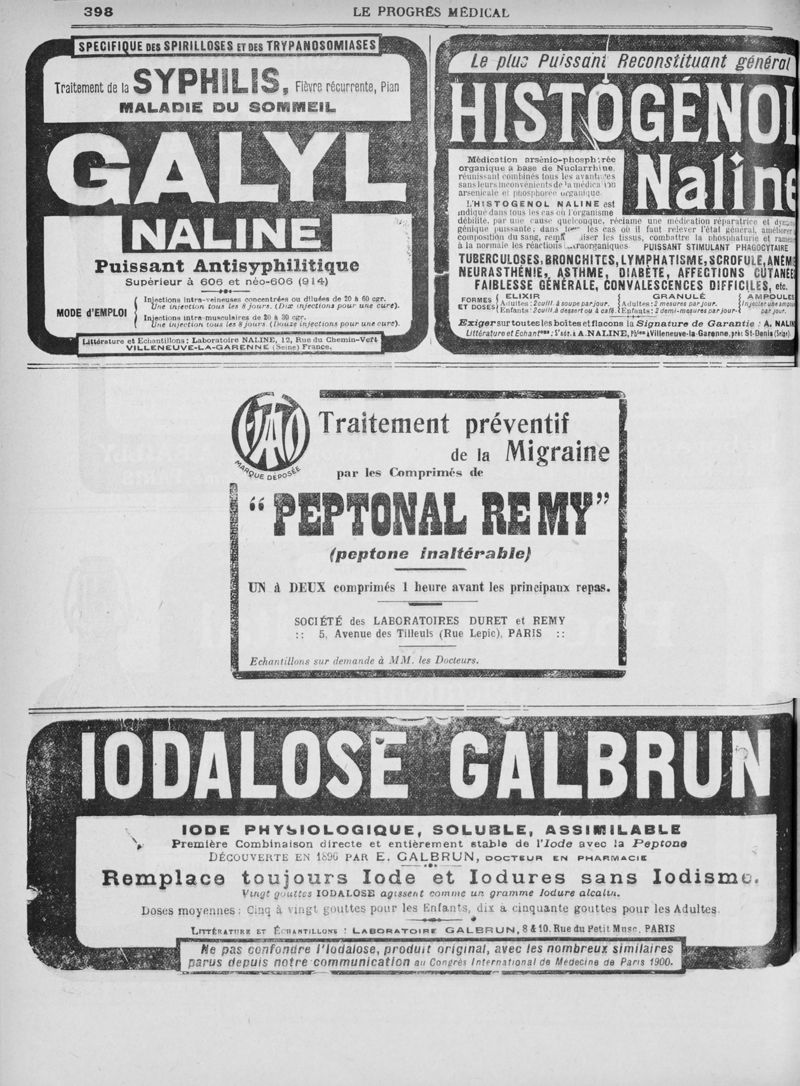 398
LE PROGRÈS MÉDICAL
SPECIFIQUE DES SPIRILLOSES ET DES TRYPANOSOMIASES
Traitement de la SYPHILIS, Fièvre récurrente, Pian
MALADIE DU SOMMEIL
GALYL
NALINE
Puissant Antisyphilitique
Supérieur à 606 et néo-606 (914)
MODE D'EMPLOI
Injections intra-veineuses concentrées ou diluées de 20 à 60 cgr.
Une injection tous les 8 jours. (Dix injections pour une cure).
Injections intra-musculaires de 20 à 30 cgr.
Une injection tous les 8 jours. (Douze injections pour une cure).
Littérature et Echantillons: Laboratoire NALINE, 12, Rue du Chemin-Vert
VILLENEUVE-LA-GARENNE (Seine) France.
Le plus Puissant Reconstituant général
HISTOGÉNOL
Naline
Médication arsénio-phosphorée
organique à base de Nuclarrhine,
réunissant combinés tous les avantages
sans leurs inconvénients de la médication
arsenicale et phosphorée organique.
L'HISTOGENOL NALINE est
indiqué dans tous les cas où l'organisme
débilité, par une cause quelconque, réclame une médication réparatrice et
génique puissante; dans tous les cas où il faut relever l'état général, améliorer
composition du sang, les tissus, combattre la phosphaturie et
à la normale les réactions PUISSANT STIMULANT PHAGOCYTAIRE
TUBERCULOSES, BRONCHITES, LYMPHATISME, SCROFULE, ANÉMI
NEURASTHÉNIE, ASTHME, DIABÈTE, AFFECTIONS CUTANÉES
FAIBLESSE GÉNÉRALE, CONVALESCENCES DIFFICILES, etc.
FORMES ET DOSES
ELIXIR
Adultes: 2 cuill. à soupe par jour.
Enfants: 2 cuill. à dessert ou à café.
GRANULÉ
Adultes: 2 mesures par jour.
Enfants: 2 demi-mesures par jour.
AMPOULES
Injecter une ampoule
par jour.
Exiger sur toutes les boîtes et flacons la Signature de Garantie : A. NALINE
Littérature et Echantons : S'adr. à A. NALINE, Phien à Villeneuve-la-Garenne, près St-Denis (Seine).
OTAO
MARQUE DÉPOSÉE
Traitement préventif
de la Migraine
par les Comprimés de
"PEPTONAL REMY"
(peptone inaltérable)
UN à DEUX comprimés 1 heure avant les principaux repas.
SOCIÉTÉ des LABORATOIRES DURET et REMY
:: 5, Avenue des Tilleuls (Rue Lepic), PARIS ::
Echantillons sur demande à MM. les Docteurs.
IODALOSE GALBRUN
IODE PHYSIOLOGIQUE, SOLUBLE, ASSIMILABLE
Première Combinaison directe et entièrement stable de l'Iode avec la Peptone
DÉCOUVERTE EN 1896 PAR E. GALBRUN, DOCTEUR EN PHARMACIE
Remplace toujours Iode et Iodures sans Iodisme.
Vingt gouttes IODALOSE agissent comme un gramme Iodure alcalin.
Doses moyennes: Cinq à vingt gouttes pour les Enfants, dix à cinquante gouttes pour les Adultes.
LITTÉRATURE ET ÉCHANTILLONS : LABORATOIRE GALBRUN, 8 & 10, Rue du Petit Musc, PARIS
Ne pas confondre l'Iodalose, produit original, avec les nombreux similaires
parus depuis notre communication au Congrès International de Médecine de Paris 1900.